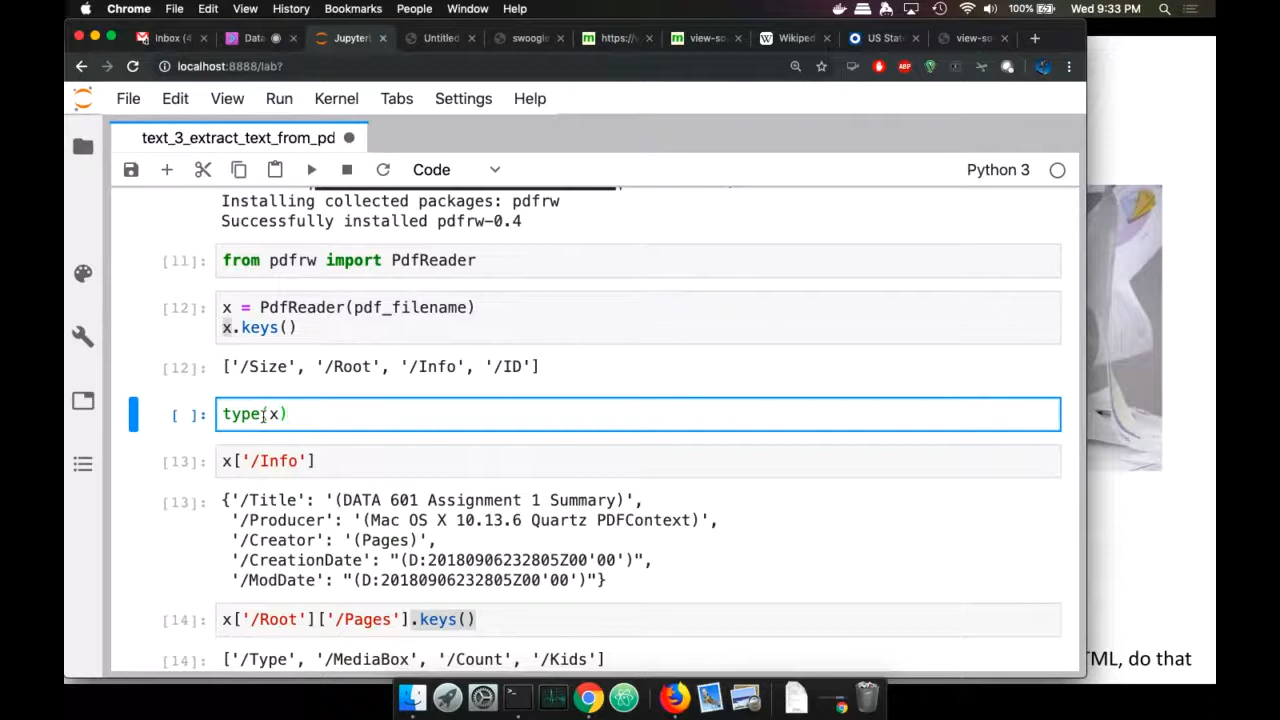 Chrome File Edit View History Bookmarks People Window Help 100% Wed 9:33 PM
Inbox (4 Data Jupyter Untitled swoogle https://v view-so Wikiped US Stat view-so
localhost:8888/lab?
File Edit View Run Kernel Tabs Settings Help
text_3_extract_text_from_pd
Code Python 3
Installing collected packages: pdfrw
Successfully installed pdfrw-0.4
[11]: from pdfrw import PdfReader
[12]: x = PdfReader(pdf_filename)
x.keys()
[12]: ['/Size', '/Root', '/Info', '/ID']
[ ]: type(x)
[13]: x['/Info']
[13]: {'/Title': '(DATA 601 Assignment 1 Summary)',
'/Producer': '(Mac OS X 10.13.6 Quartz PDFContext)',
'/Creator': '(Pages)',
'/CreationDate': "(D:20180906232805Z00'00')",
'/ModDate': "(D:20180906232805Z00'00')"}
[14]: x['/Root']['/Pages'].keys()
[14]: ['/Type', '/MediaBox', '/Count', '/Kids']
TML, do that